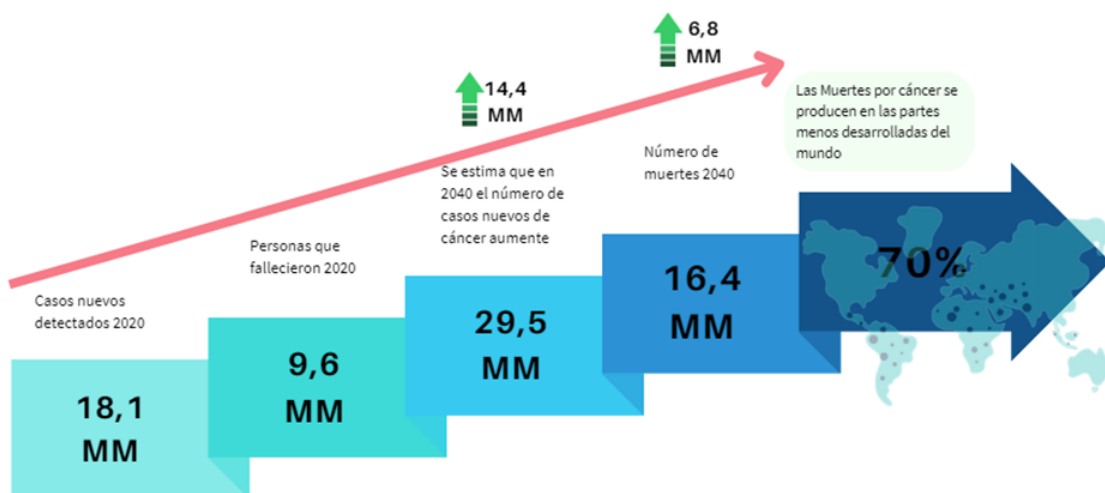 Casos nuevos
detectados 2020
18,1
MM
Personas que
fallecieron 2020
9,6
MM
14,4
MM
Se estima que en
2040 el número de
casos nuevos de
cáncer aumente
29,5
MM
6,8
MM
Número de
muertes 2040
16,4
MM
Las Muertes por cáncer se
producen en las partes
menos desarrolladas del
mundo
70%